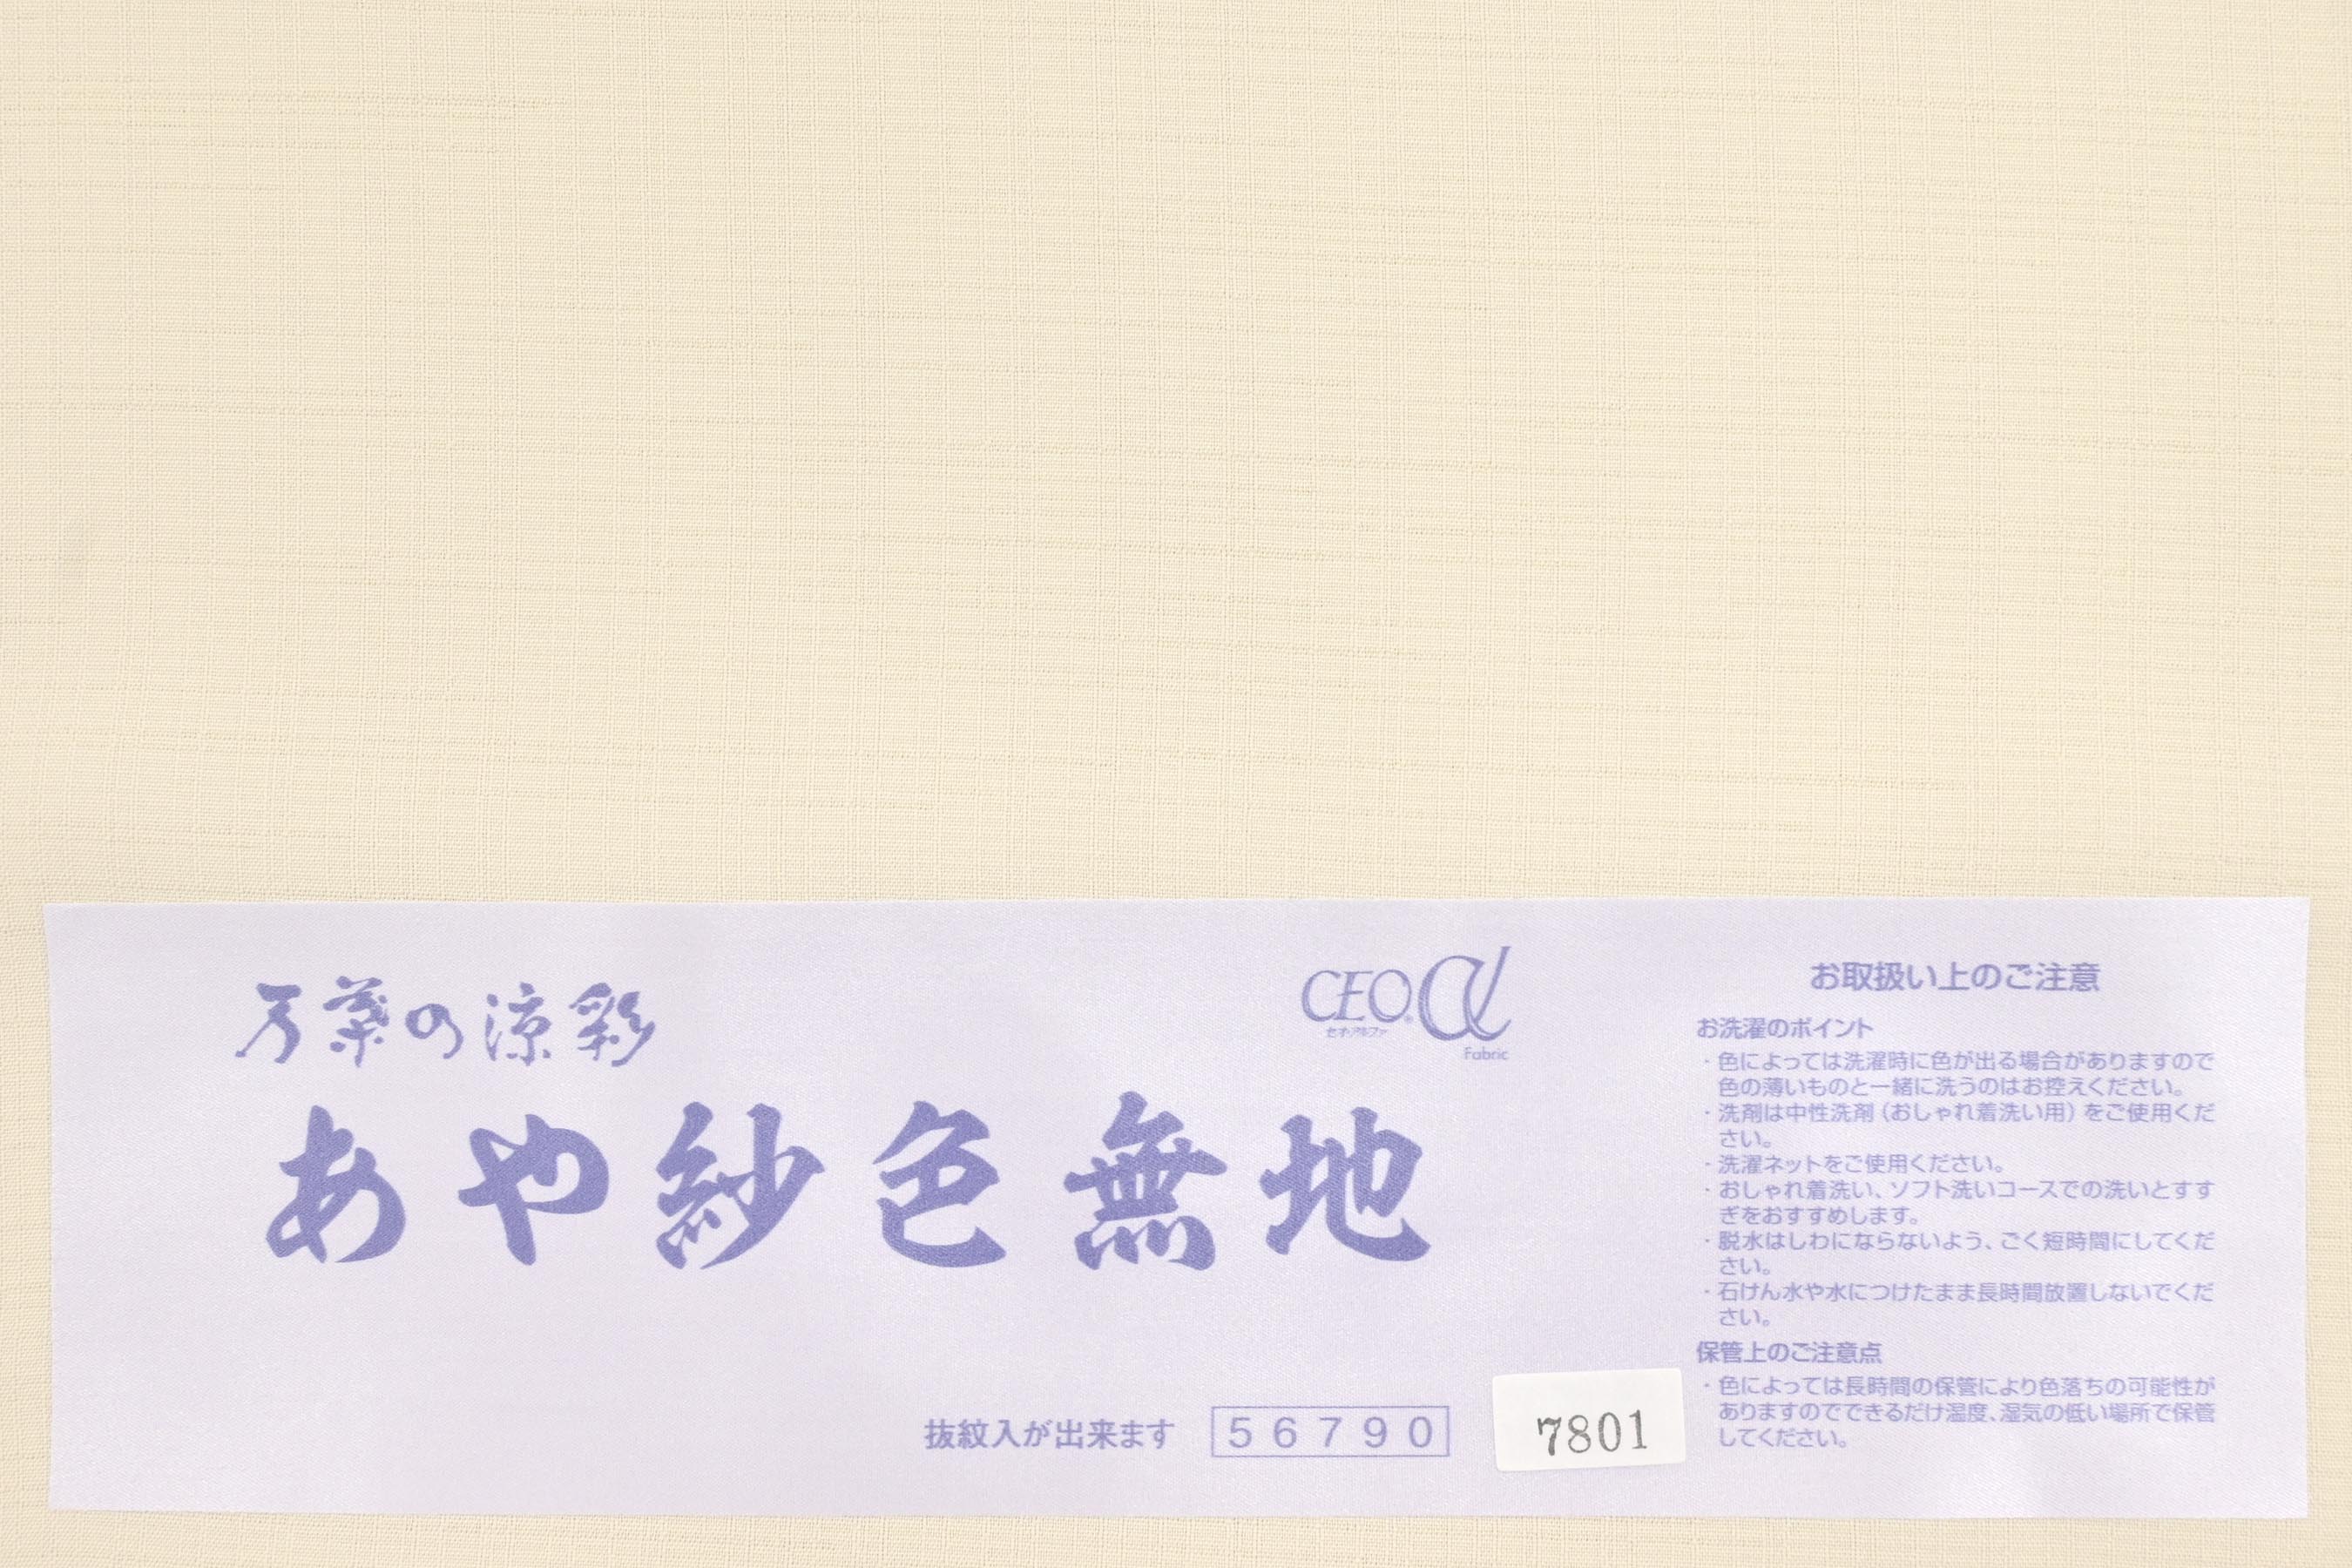 万葉の涼彩
あや紗色無地
CEOα
セオアルファ
Fabric
抜紋入が出来ます
56790
7801
お取扱い上のご注意
お洗濯のポイント
・色によっては洗濯時に色が出る場合がありますので
色の薄いものと一緒に洗うのはお控えください。
・洗剤は中性洗剤（おしゃれ着洗い用）をご使用くだ
さい。
・洗濯ネットをご使用ください。
・おしゃれ着洗い、ソフト洗いコースでの洗いとすす
ぎをおすすめします。
・脱水はしわにならないよう、ごく短時間にしてくだ
さい。
・石けん水や水につけたまま長時間放置しないでくだ
さい。
保管上のご注意点
・色によっては長時間の保管により色落ちの可能性が
ありますのでできるだけ温度、湿気の低い場所で保管
してください。